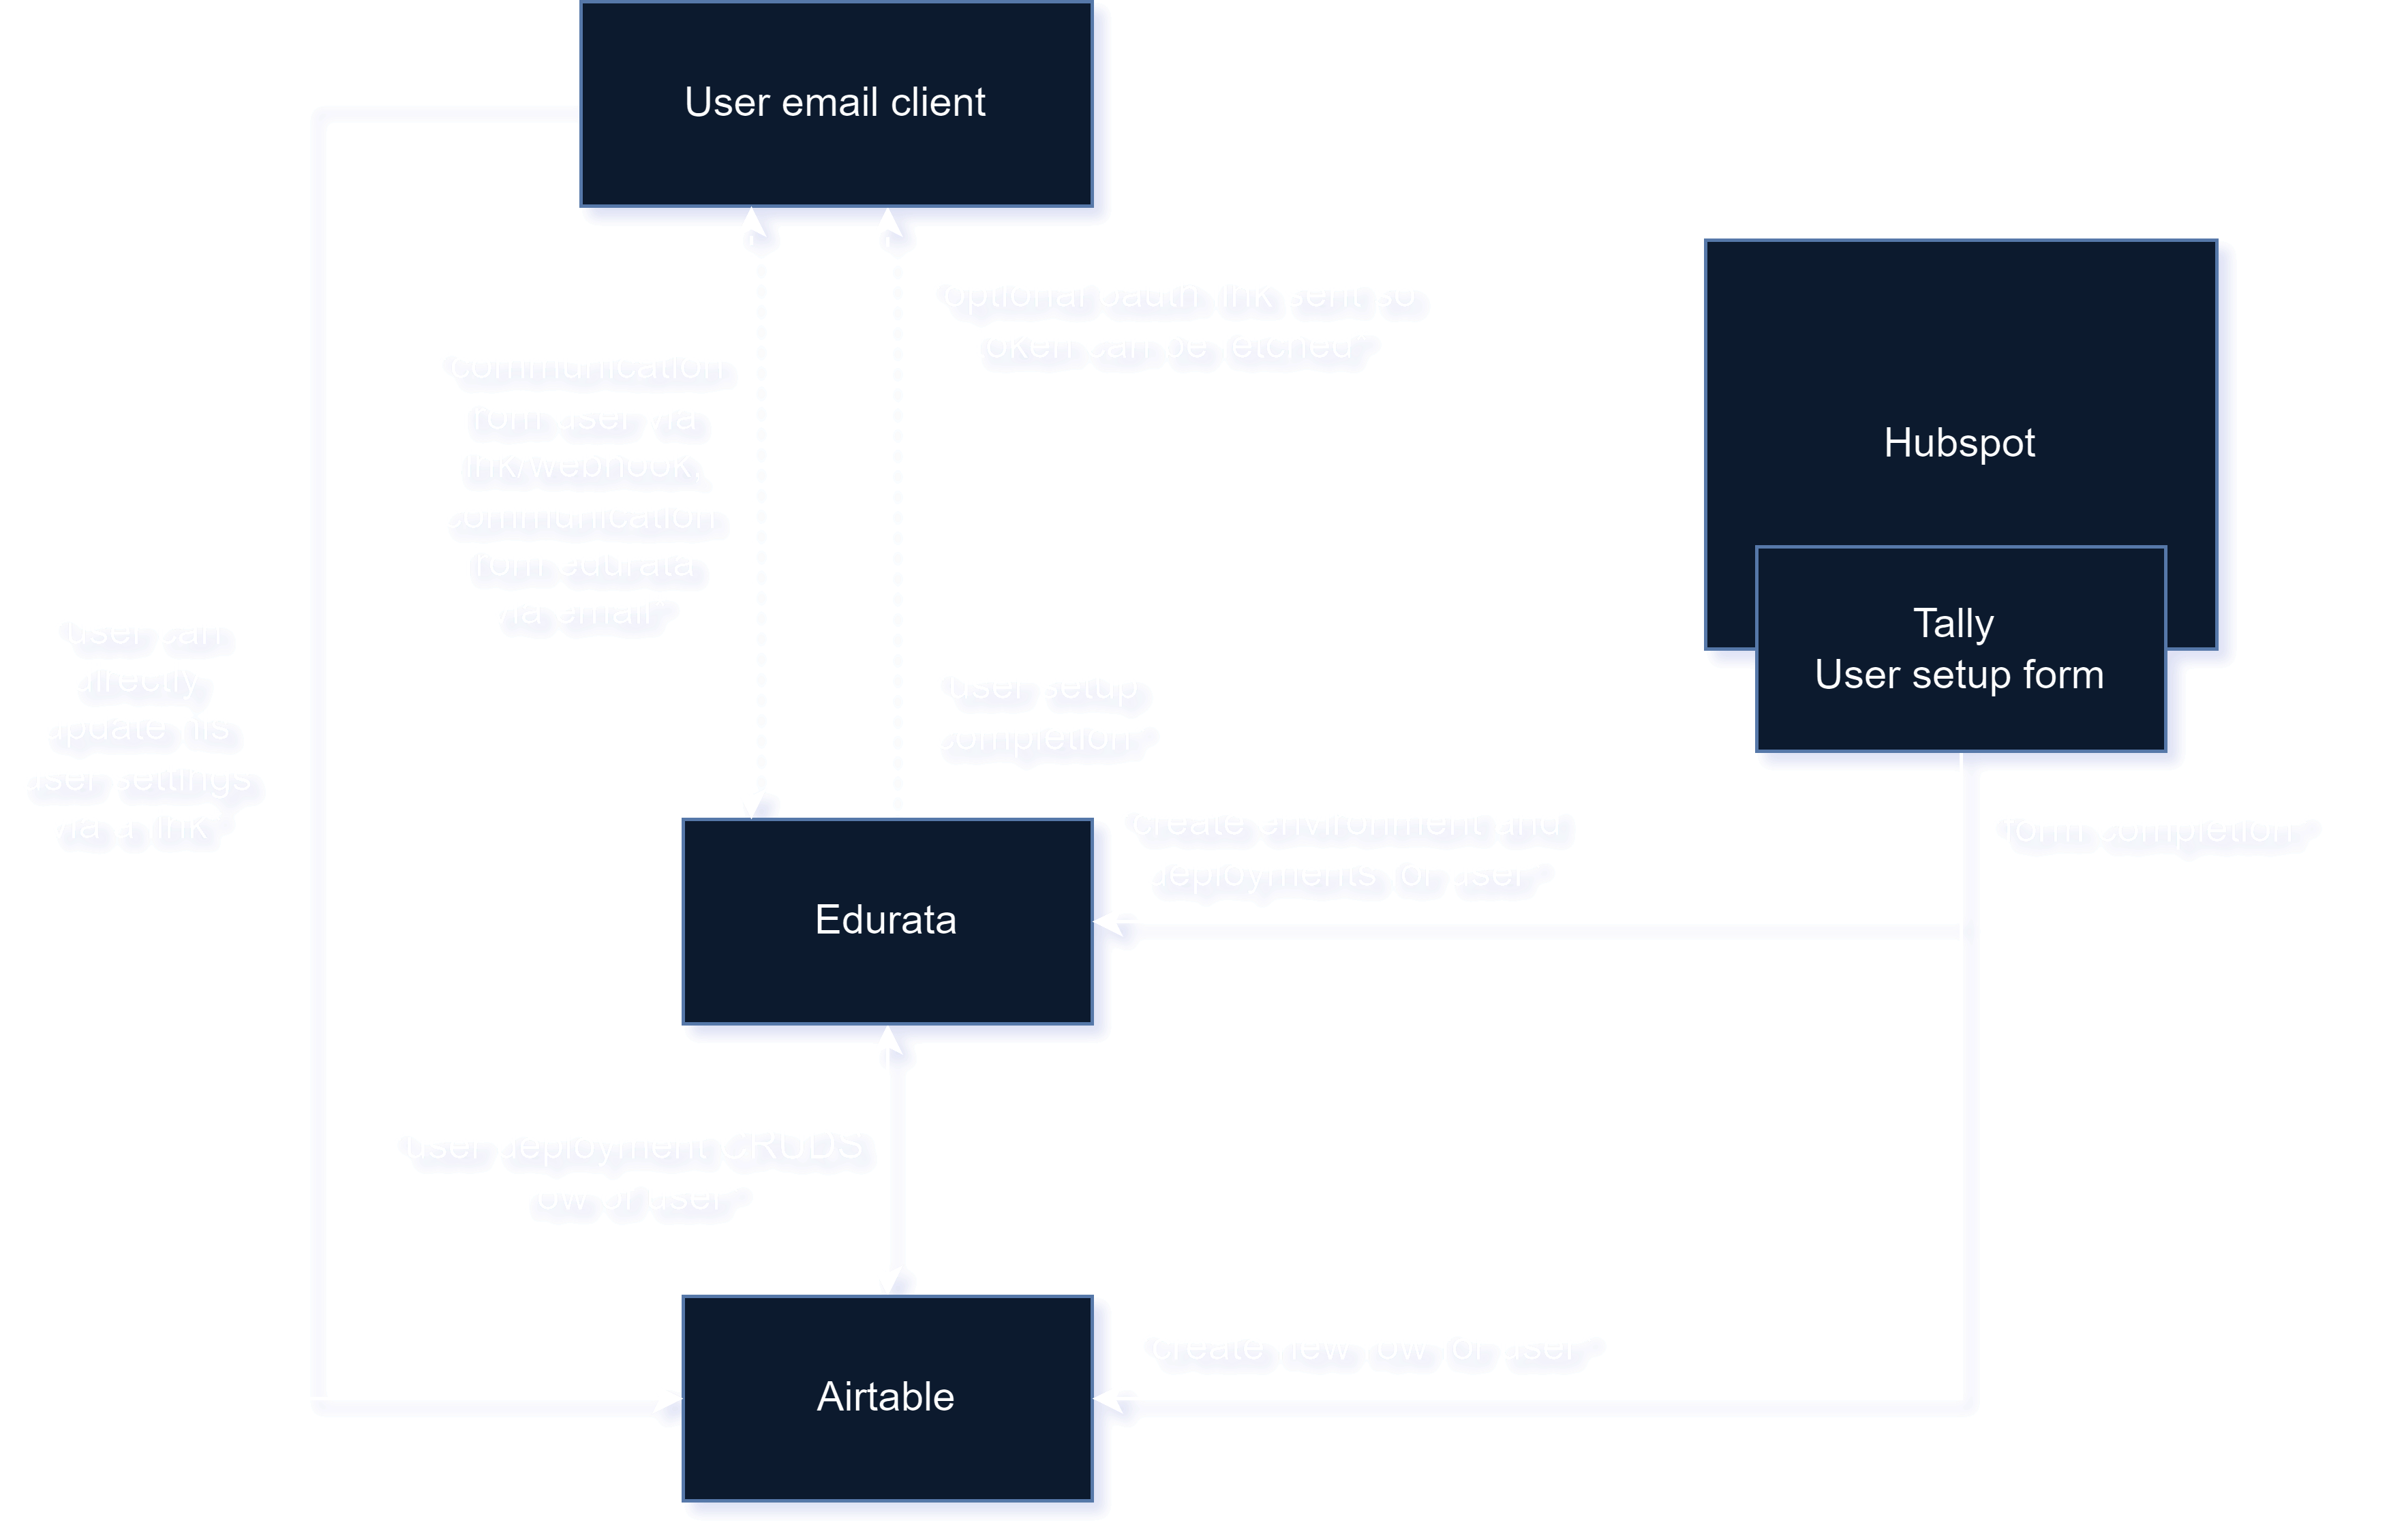 User email client
"optional oauth link sent so
token can be fetched"
Hubspot
"communication
from user via
link/webhook,
communication
from edurata
via email"
Tally
User setup form
"user can
directly
update his
user settings
via a link"
"user setup
completion"
"create environment and
deployments for user"
"form completion"
Edurata
"user deployment CRUDS
row of user"
"create new row for user"
Airtable